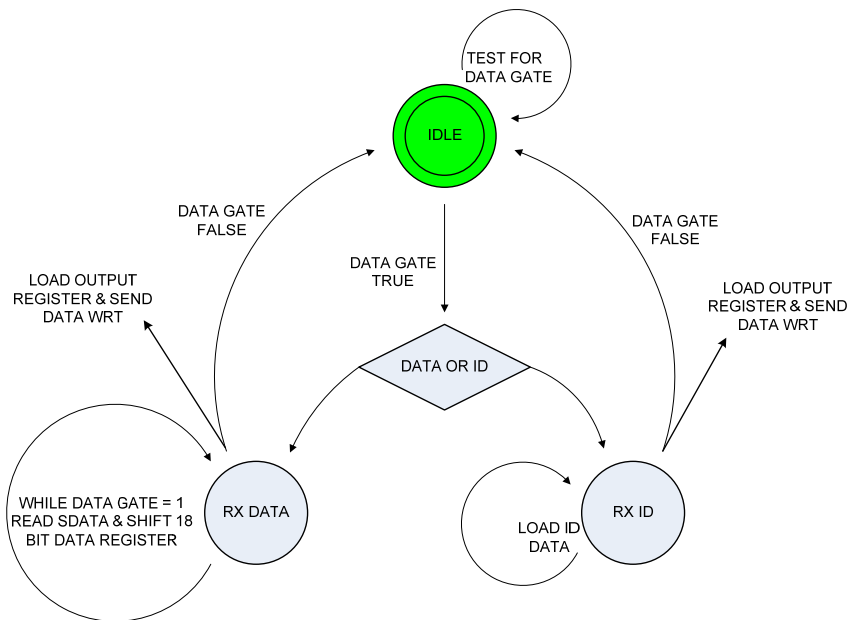 TEST FOR
DATA GATE
IDLE
DATA GATE
FALSE
DATA GATE
FALSE
DATA GATE
TRUE
LOAD OUTPUT
REGISTER & SEND
DATA WRT
LOAD OUTPUT
REGISTER & SEND
DATA WRT
DATA OR ID
WHILE DATA GATE = 1
READ SDATA & SHIFT 18
BIT DATA REGISTER
RX DATA
LOAD ID
DATA
RX ID